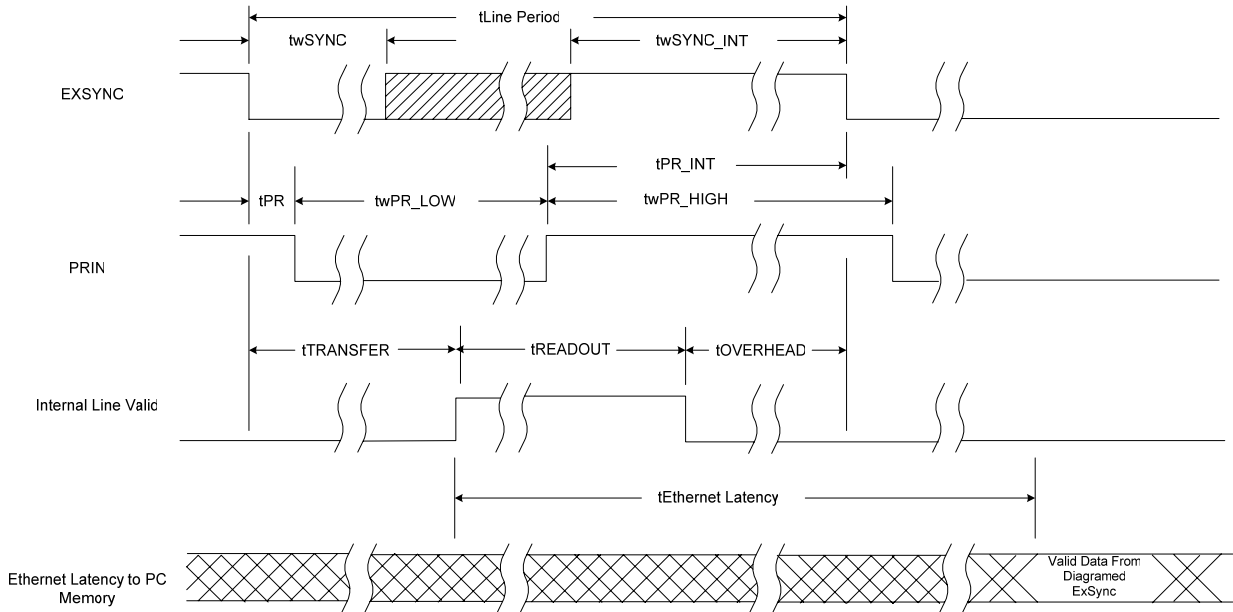 tLine Period
twSYNC
twSYNC_INT
EXSYNC
tPR_INT
tPR
twPR_LOW
twPR_HIGH
PRIN
tTRANSFER
tREADOUT
tOVERHEAD
Internal Line Valid
tEthernet Latency
Ethernet Latency to PC
Memory
Valid Data From
Diagramed
ExSync